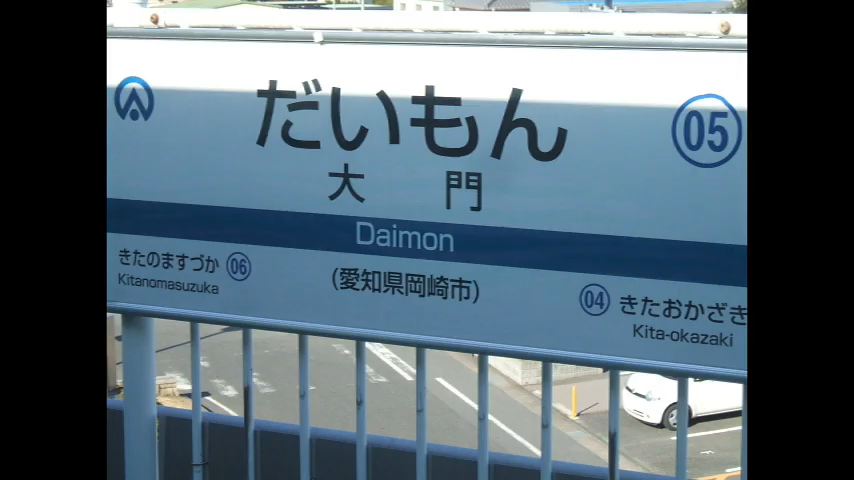 だいもん
05
大門
Daimon
きたのますづか 06
Kitanomasuzuka
(愛知県岡崎市)
04 きたおかざき
Kita-okazaki